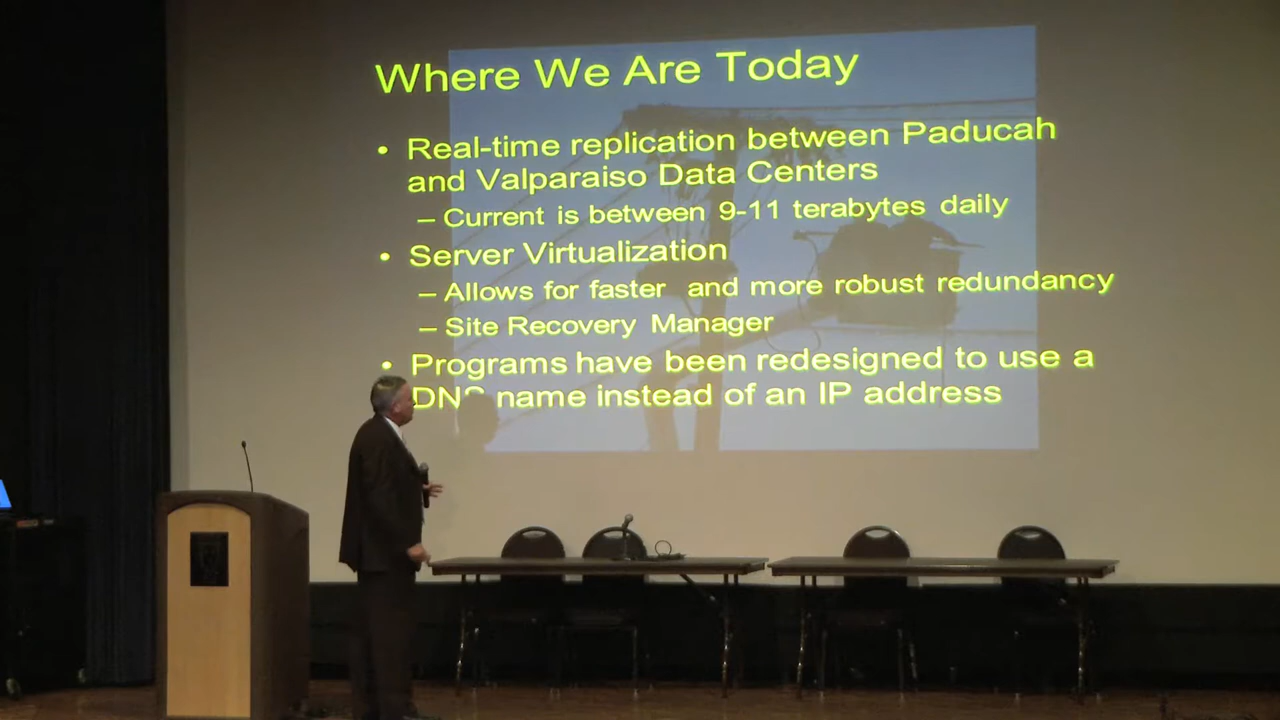 Where We Are Today
• Real-time replication between Paducah
and Valparaiso Data Centers
– Current is between 9-11 terabytes daily
• Server Virtualization
– Allows for faster and more robust redundancy
– Site Recovery Manager
• Programs have been redesigned to use a
DNS name instead of an IP address